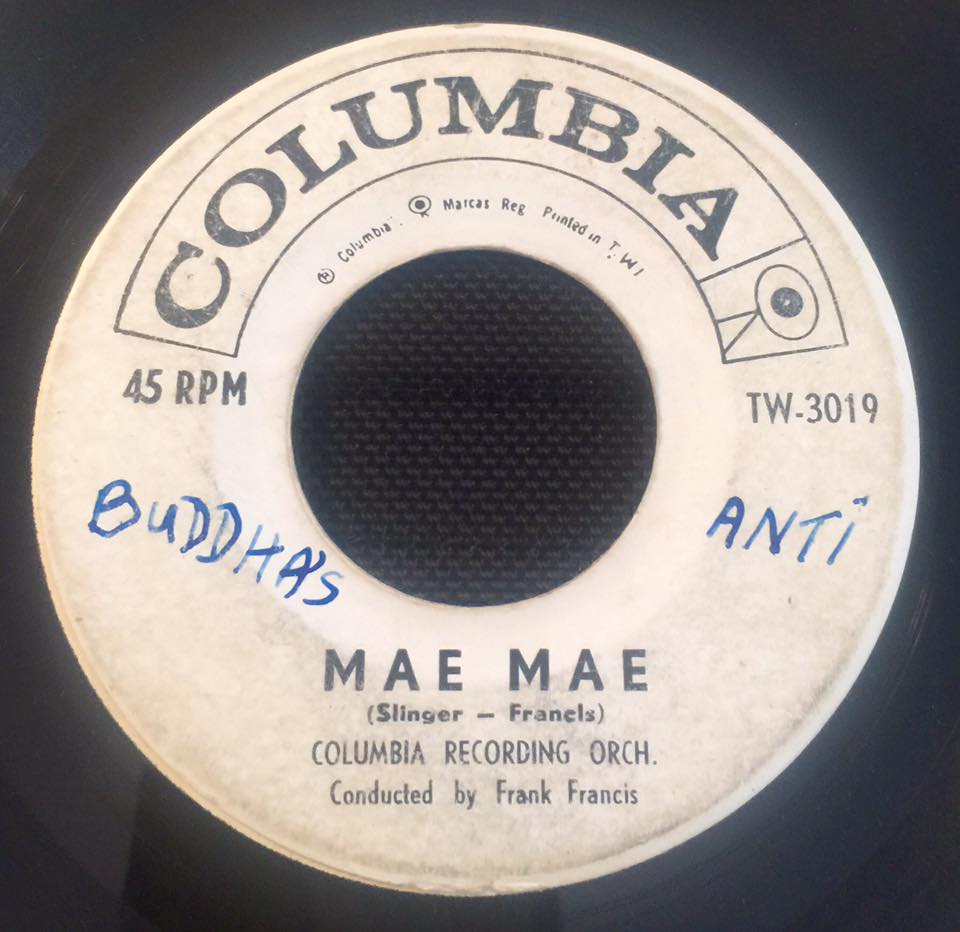 COLUMBIA
Ⓗ Columbia. Marcas Reg Printed in T.W.I
45 RPM
TW-3019
BUDDHA'S
ANTi
MAE MAE
(Slinger — Francis)
COLUMBIA RECORDING ORCH.
Conducted by Frank Francis